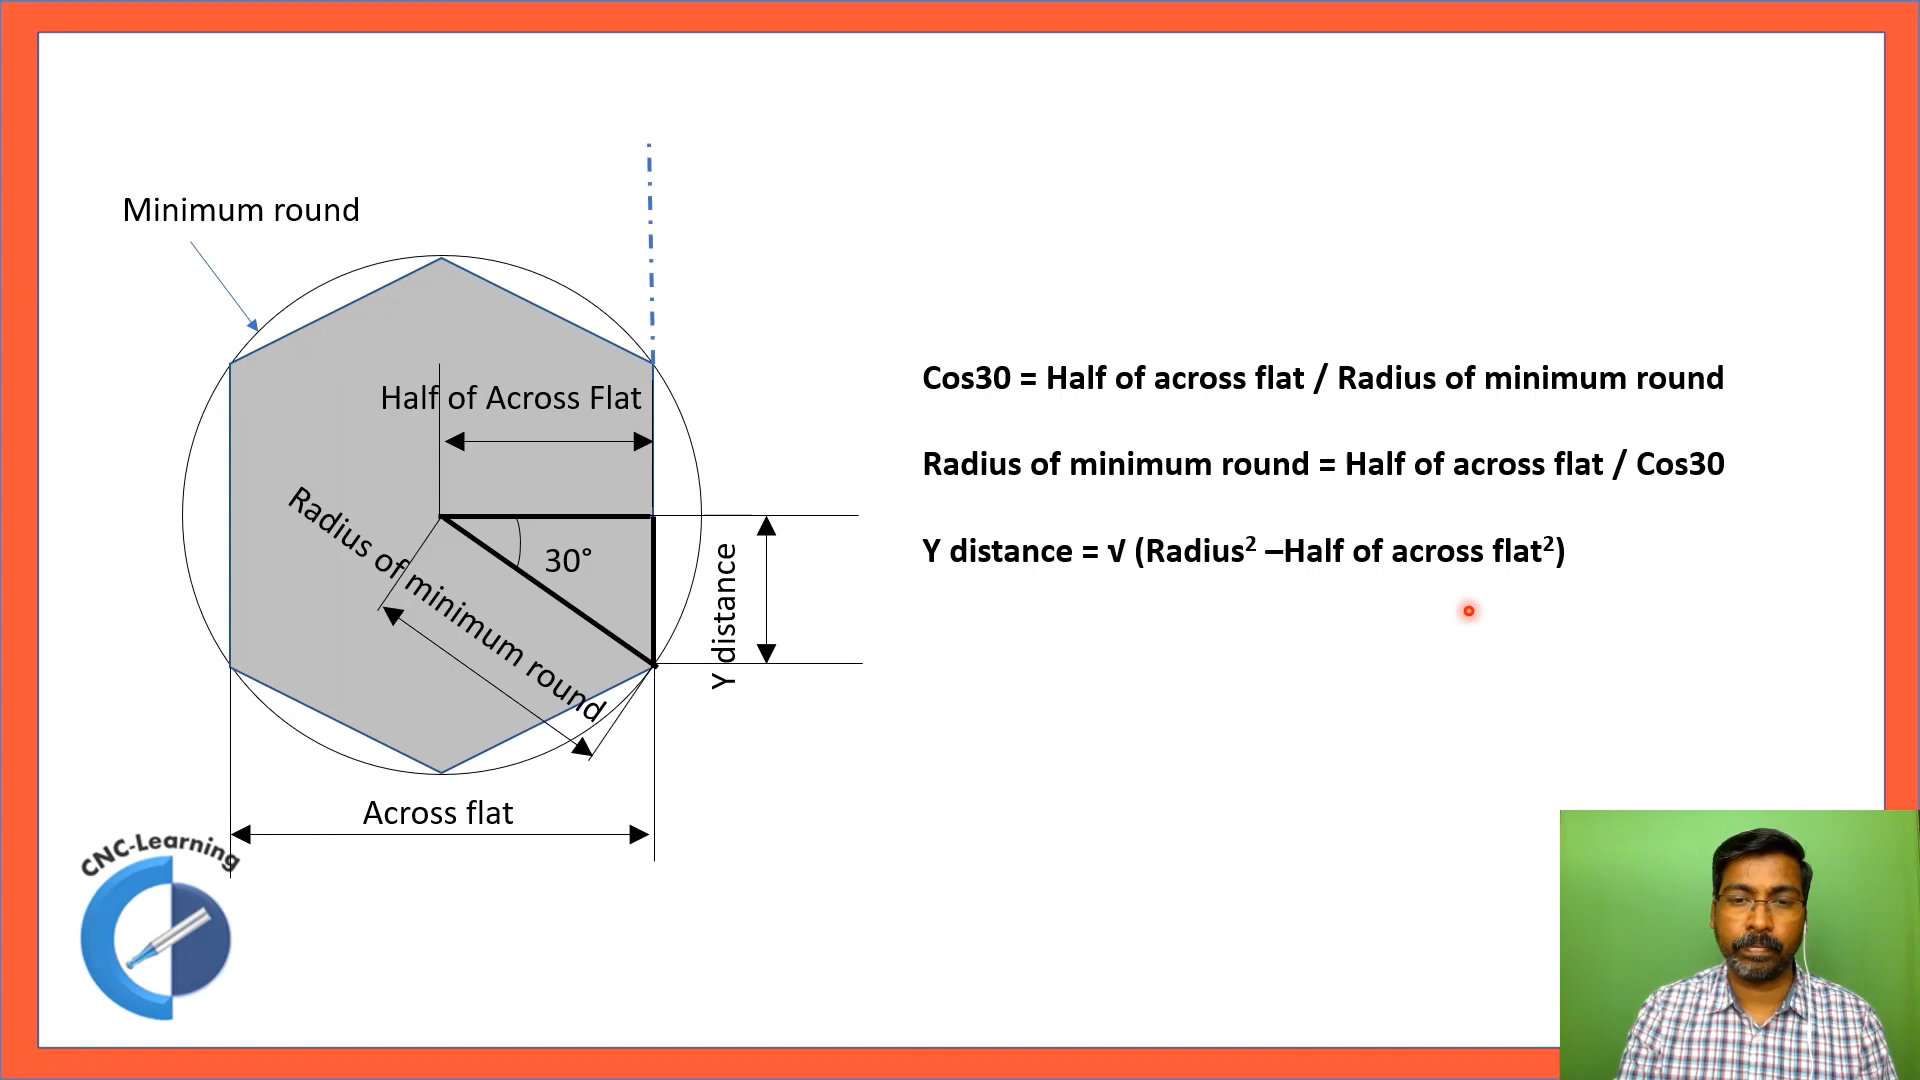 Minimum round
Half of Across Flat
Radius of minimum round
30°
Y distance
Across flat
Cos30 = Half of across flat / Radius of minimum round
Radius of minimum round = Half of across flat / Cos30
Y distance = √ (Radius² –Half of across flat²)
CNC-Learning